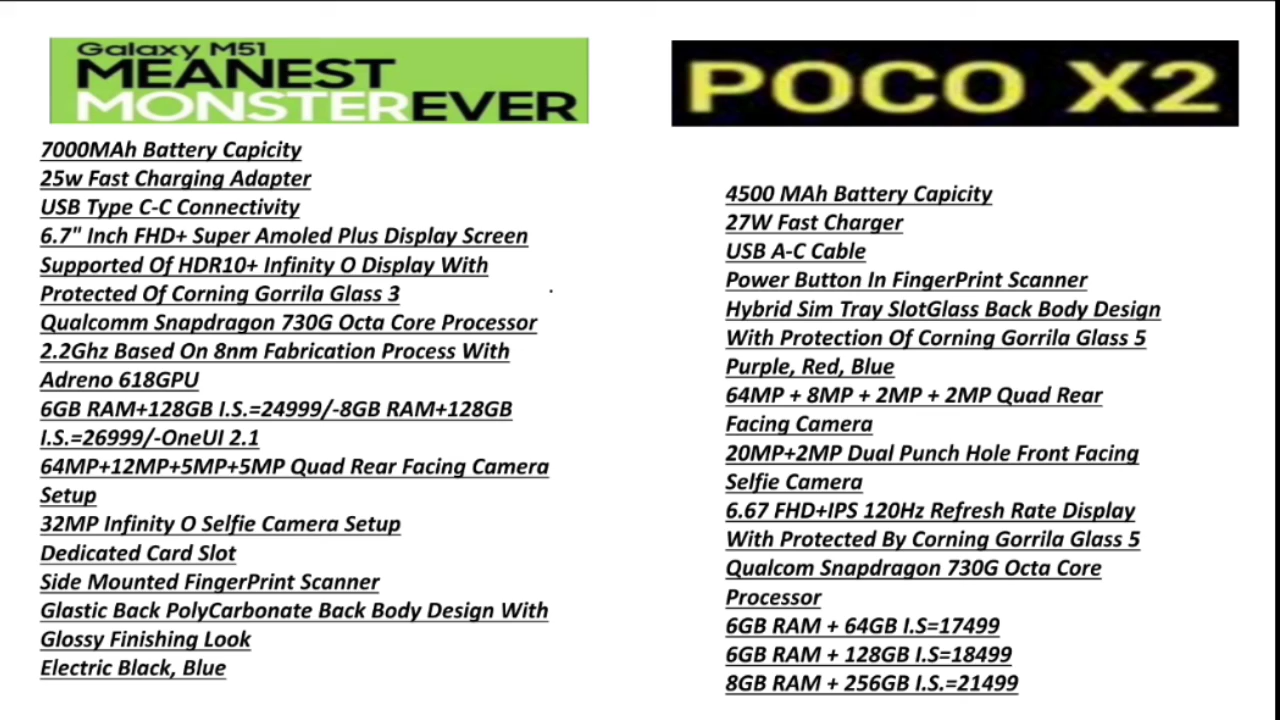 Galaxy M51
MEANEST
MONSTEREVER
7000MAh Battery Capicity
25w Fast Charging Adapter
USB Type C-C Connectivity
6.7" Inch FHD+ Super Amoled Plus Display Screen
Supported Of HDR10+ Infinity O Display With
Protected Of Corning Gorrila Glass 3
Qualcomm Snapdragon 730G Octa Core Processor
2.2Ghz Based On 8nm Fabrication Process With
Adreno 618GPU
6GB RAM+128GB I.S.=24999/-8GB RAM+128GB
I.S.=26999/-OneUI 2.1
64MP+12MP+5MP+5MP Quad Rear Facing Camera
Setup
32MP Infinity O Selfie Camera Setup
Dedicated Card Slot
Side Mounted FingerPrint Scanner
Glastic Back PolyCarbonate Back Body Design With
Glossy Finishing Look
Electric Black, Blue
POCO X2
4500 MAh Battery Capicity
27W Fast Charger
USB A-C Cable
Power Button In FingerPrint Scanner
Hybrid Sim Tray SlotGlass Back Body Design
With Protection Of Corning Gorrila Glass 5
Purple, Red, Blue
64MP + 8MP + 2MP + 2MP Quad Rear
Facing Camera
20MP+2MP Dual Punch Hole Front Facing
Selfie Camera
6.67 FHD+IPS 120Hz Refresh Rate Display
With Protected By Corning Gorrila Glass 5
Qualcom Snapdragon 730G Octa Core
Processor
6GB RAM + 64GB I.S=17499
6GB RAM + 128GB I.S=18499
8GB RAM + 256GB I.S.=21499